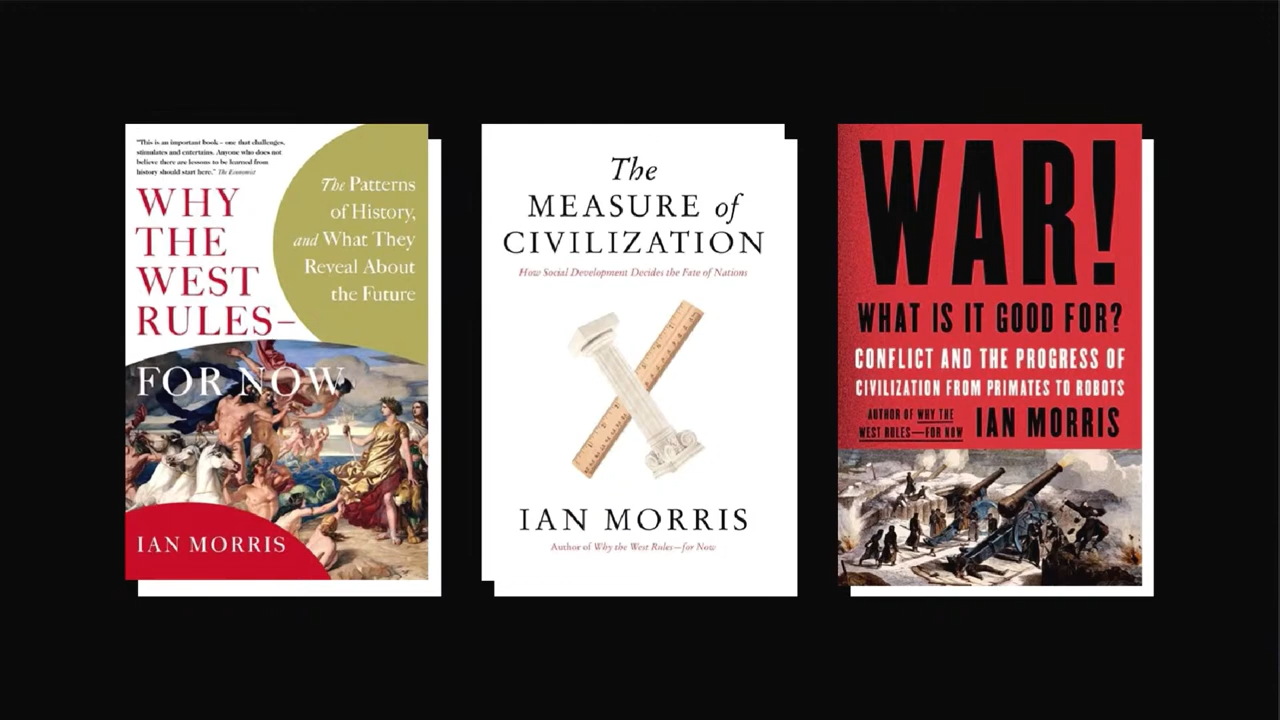 "This is an important book – one that challenges,
stimulates and entertains. Anyone who does not
believe there are lessons to be learned from
history should start here." The Economist
WHY
THE
WEST
RULES–
FOR NOW
The Patterns
of History,
and What They
Reveal About
the Future
IAN MORRIS
The
MEASURE of
CIVILIZATION
How Social Development Decides the Fate of Nations
IAN MORRIS
Author of Why the West Rules—for Now
WAR!
WHAT IS IT GOOD FOR?
CONFLICT AND THE PROGRESS OF
CIVILIZATION FROM PRIMATES TO ROBOTS
AUTHOR OF WHY THE
WEST RULES—FOR NOW
IAN MORRIS